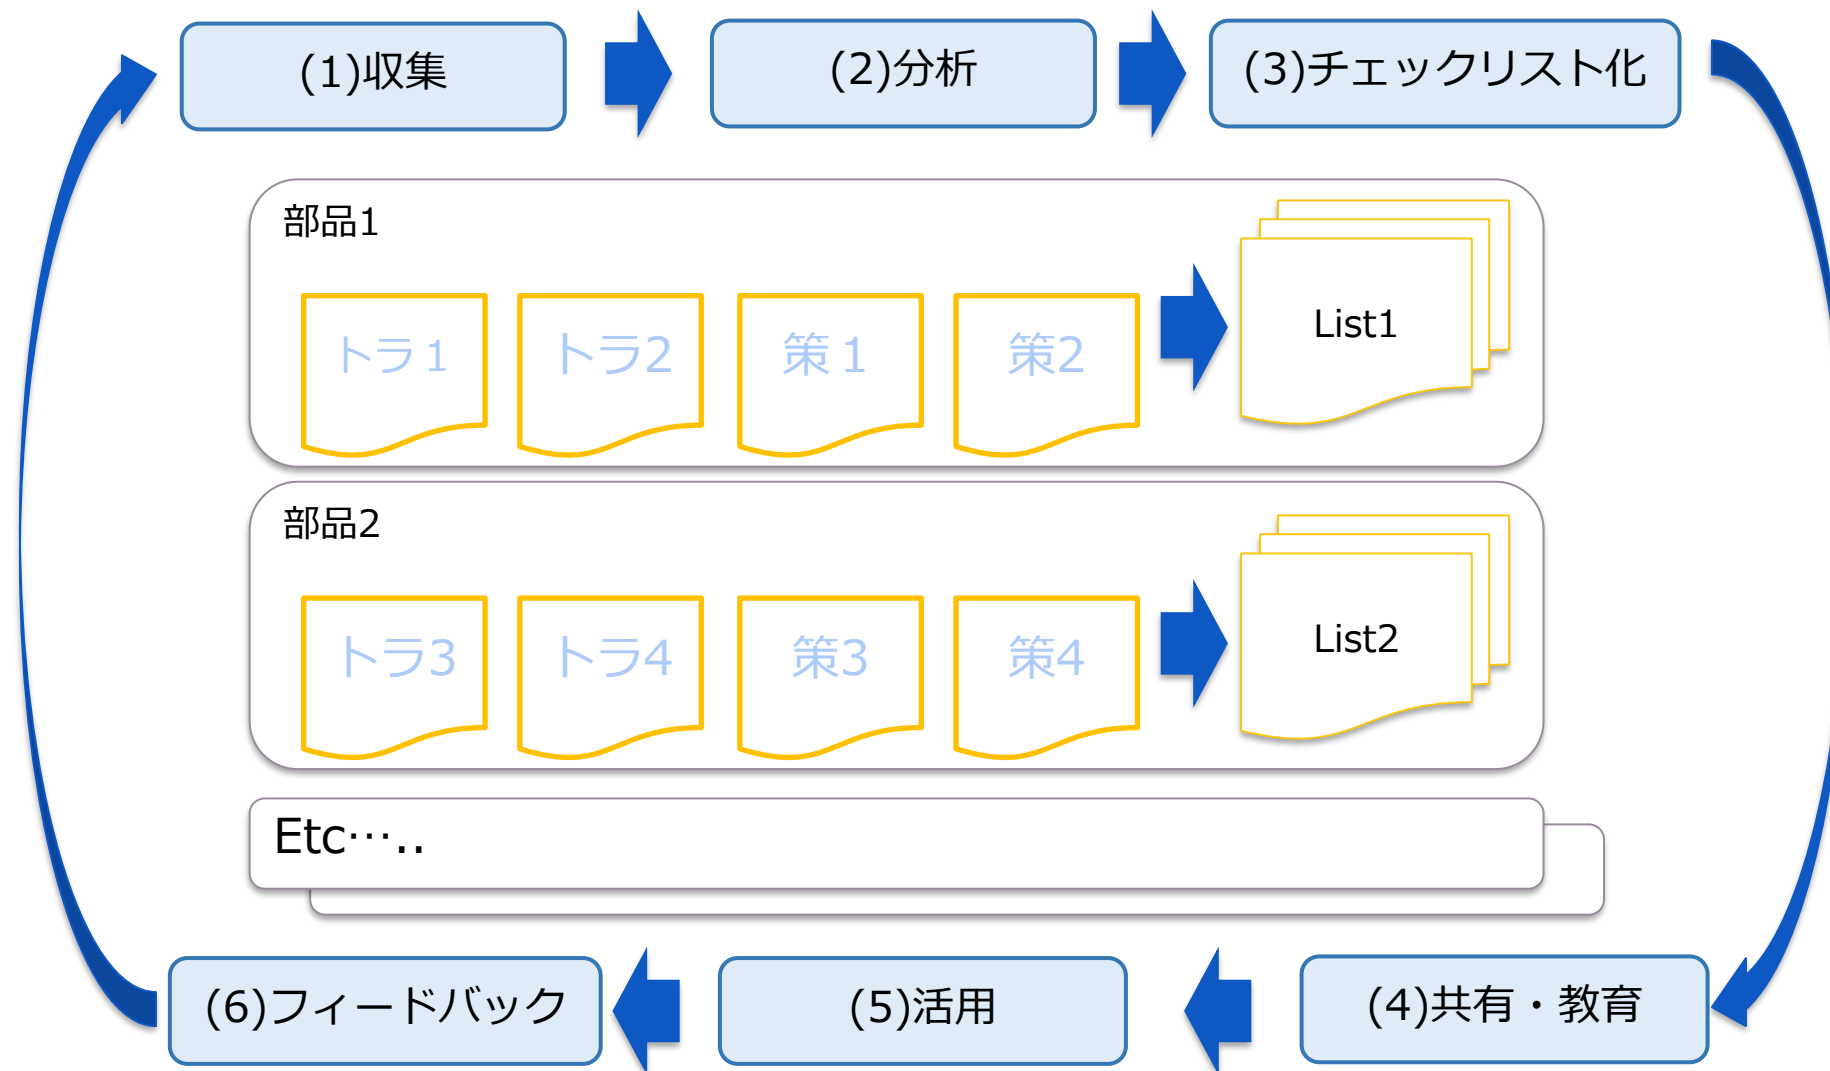 (1)収集
(2)分析
(3)チェックリスト化
部品1
トラ１
トラ2
策１
策2
List1
部品2
トラ3
トラ4
策3
策4
List2
Etc…..
(6)フィードバック
(5)活用
(4)共有・教育